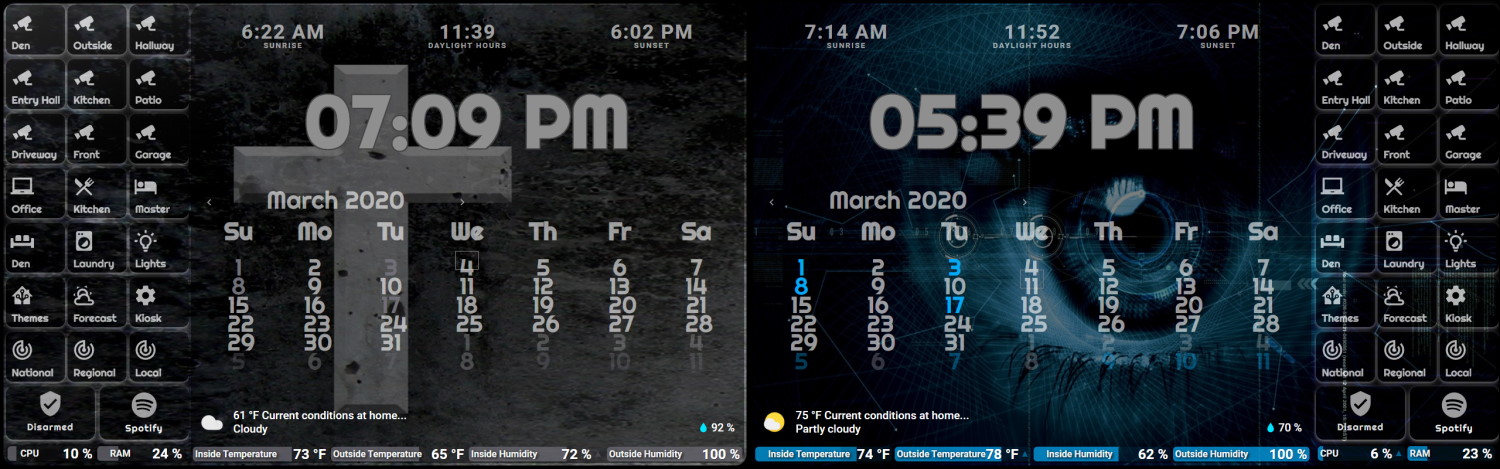 Den Outside Hallway
Entry Hall Kitchen Patio
Driveway Front Garage
Office Kitchen Master
Den Laundry Lights
Themes Forecast Kiosk
National Regional Local
Disarmed Spotify
CPU 10 % RAM 24 %
6:22 AM 11:39 6:02 PM
SUNRISE DAYLIGHT HOURS SUNSET
07:09 PM
‹ March 2020 ›
Su Mo Tu We Th Fr Sa
1 2 3 4 5 6 7
8 9 10 11 12 13 14
15 16 17 18 19 20 21
22 23 24 25 26 27 28
29 30 31 1 2 3 4
5 6 7 8 9 10 11
61 °F Current conditions at home...
Cloudy
92 %
Inside Temperature 73 °F Outside Temperature 65 °F Inside Humidity 72 % Outside Humidity 100 %
7:14 AM 11:52 7:06 PM
SUNRISE DAYLIGHT HOURS SUNSET
05:39 PM
‹ March 2020 ›
Su Mo Tu We Th Fr Sa
1 2 3 4 5 6 7
8 9 10 11 12 13 14
15 16 17 18 19 20 21
22 23 24 25 26 27 28
29 30 31 1 2 3 4
5 6 7 8 9 10 11
75 °F Current conditions at home...
Partly cloudy
70 %
Inside Temperature 74 °F Outside Temperature 78 °F Inside Humidity 62 % Outside Humidity 100 %
Den Outside Hallway
Entry Hall Kitchen Patio
Driveway Front Garage
Office Kitchen Master
Den Laundry Lights
Themes Forecast Kiosk
National Regional Local
Disarmed Spotify
CPU 6 % RAM 23 %